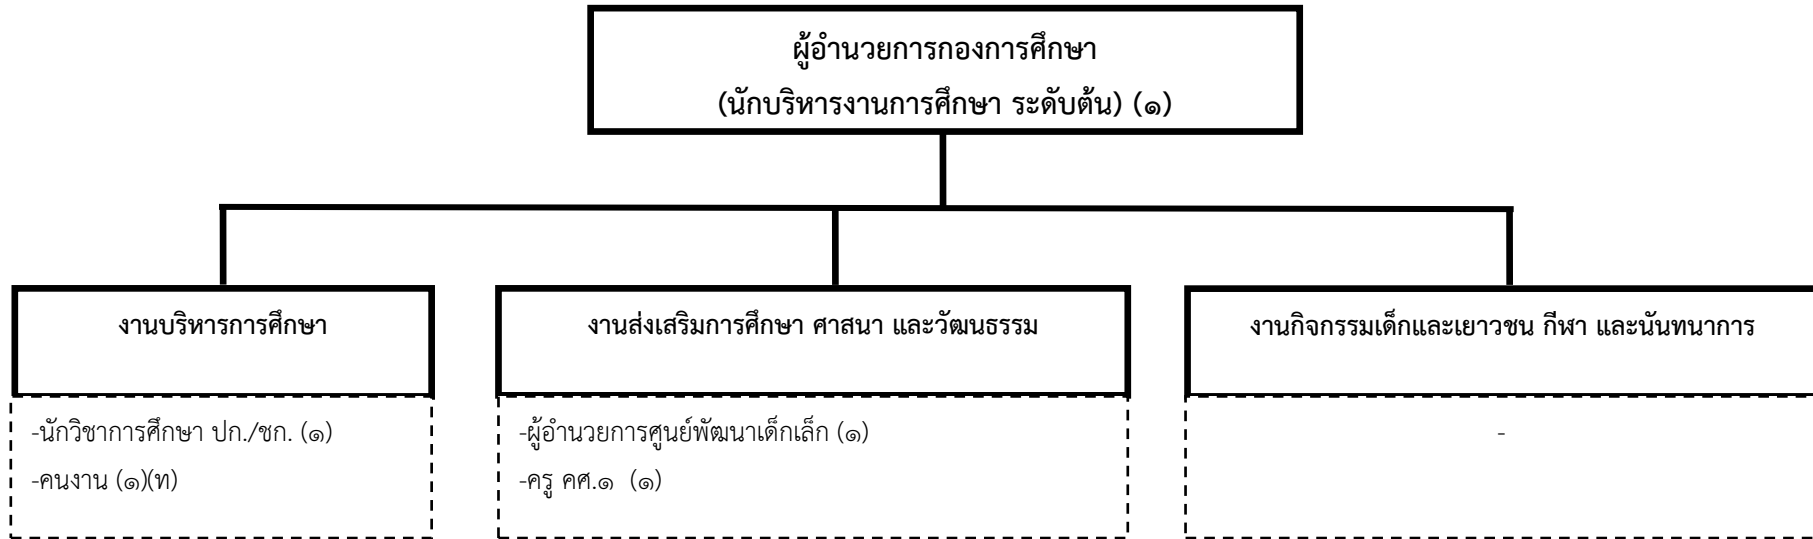 ผู้อำนวยการกองการศึกษา
(นักบริหารงานการศึกษา ระดับต้น) (๑)
งานบริหารการศึกษา
-นักวิชาการศึกษา ปก./ชก. (๑)
-คนงาน (๑)(ท)
งานส่งเสริมการศึกษา ศาสนา และวัฒนธรรม
-ผู้อำนวยการศูนย์พัฒนาเด็กเล็ก (๑)
-ครู คศ.๑ (๑)
งานกิจกรรมเด็กและเยาวชน กีฬา และนันทนาการ
-